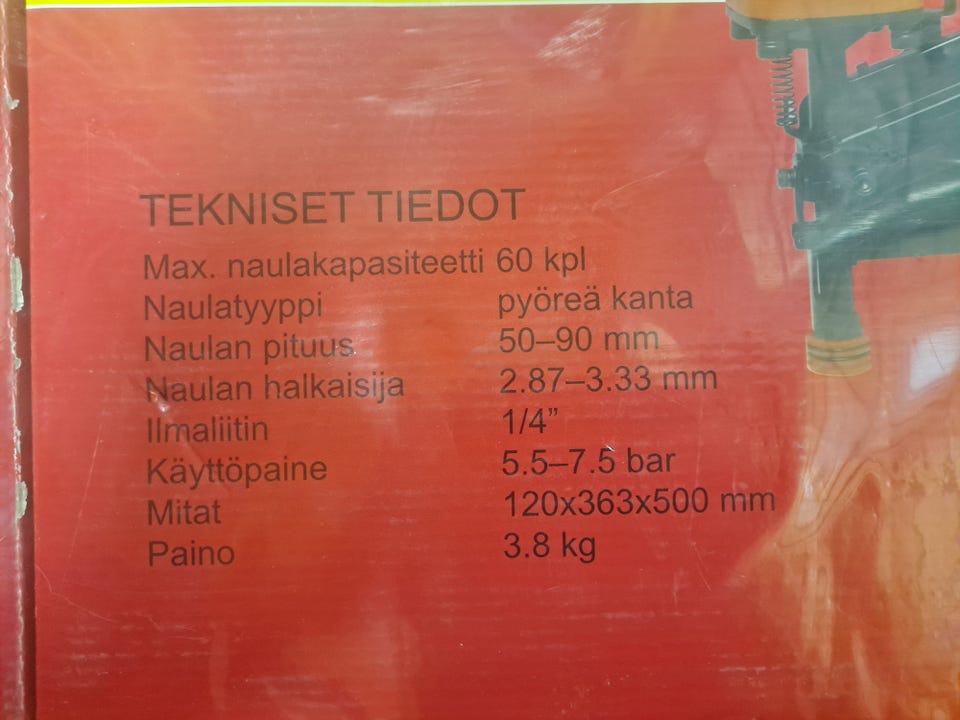 TEKNISET TIEDOT
Max. naulakapasiteetti 60 kpl
Naulatyyppi pyöreä kanta
Naulan pituus 50–90 mm
Naulan halkaisija 2.87–3.33 mm
Ilmaliitin 1/4”
Käyttöpaine 5.5–7.5 bar
Mitat 120x363x500 mm
Paino 3.8 kg